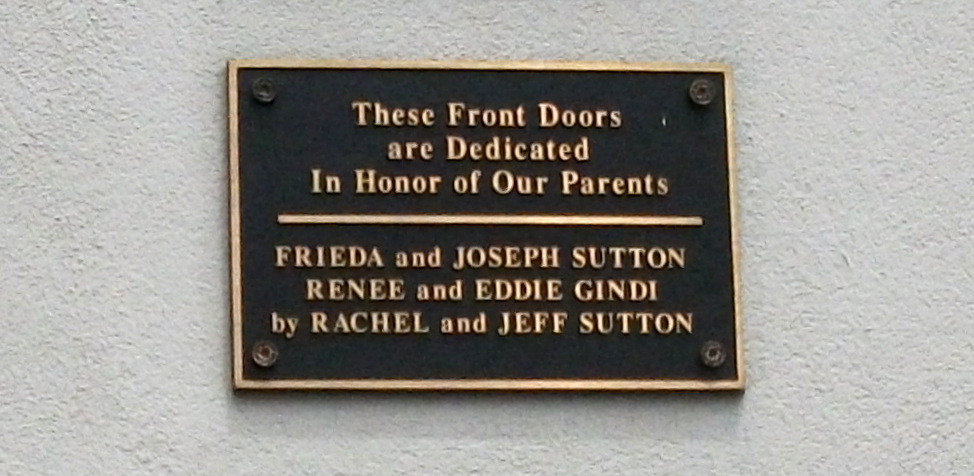 These Front Doors
are Dedicated
In Honor of Our Parents
FRIEDA and JOSEPH SUTTON
RENEE and EDDIE GINDI
by RACHEL and JEFF SUTTON